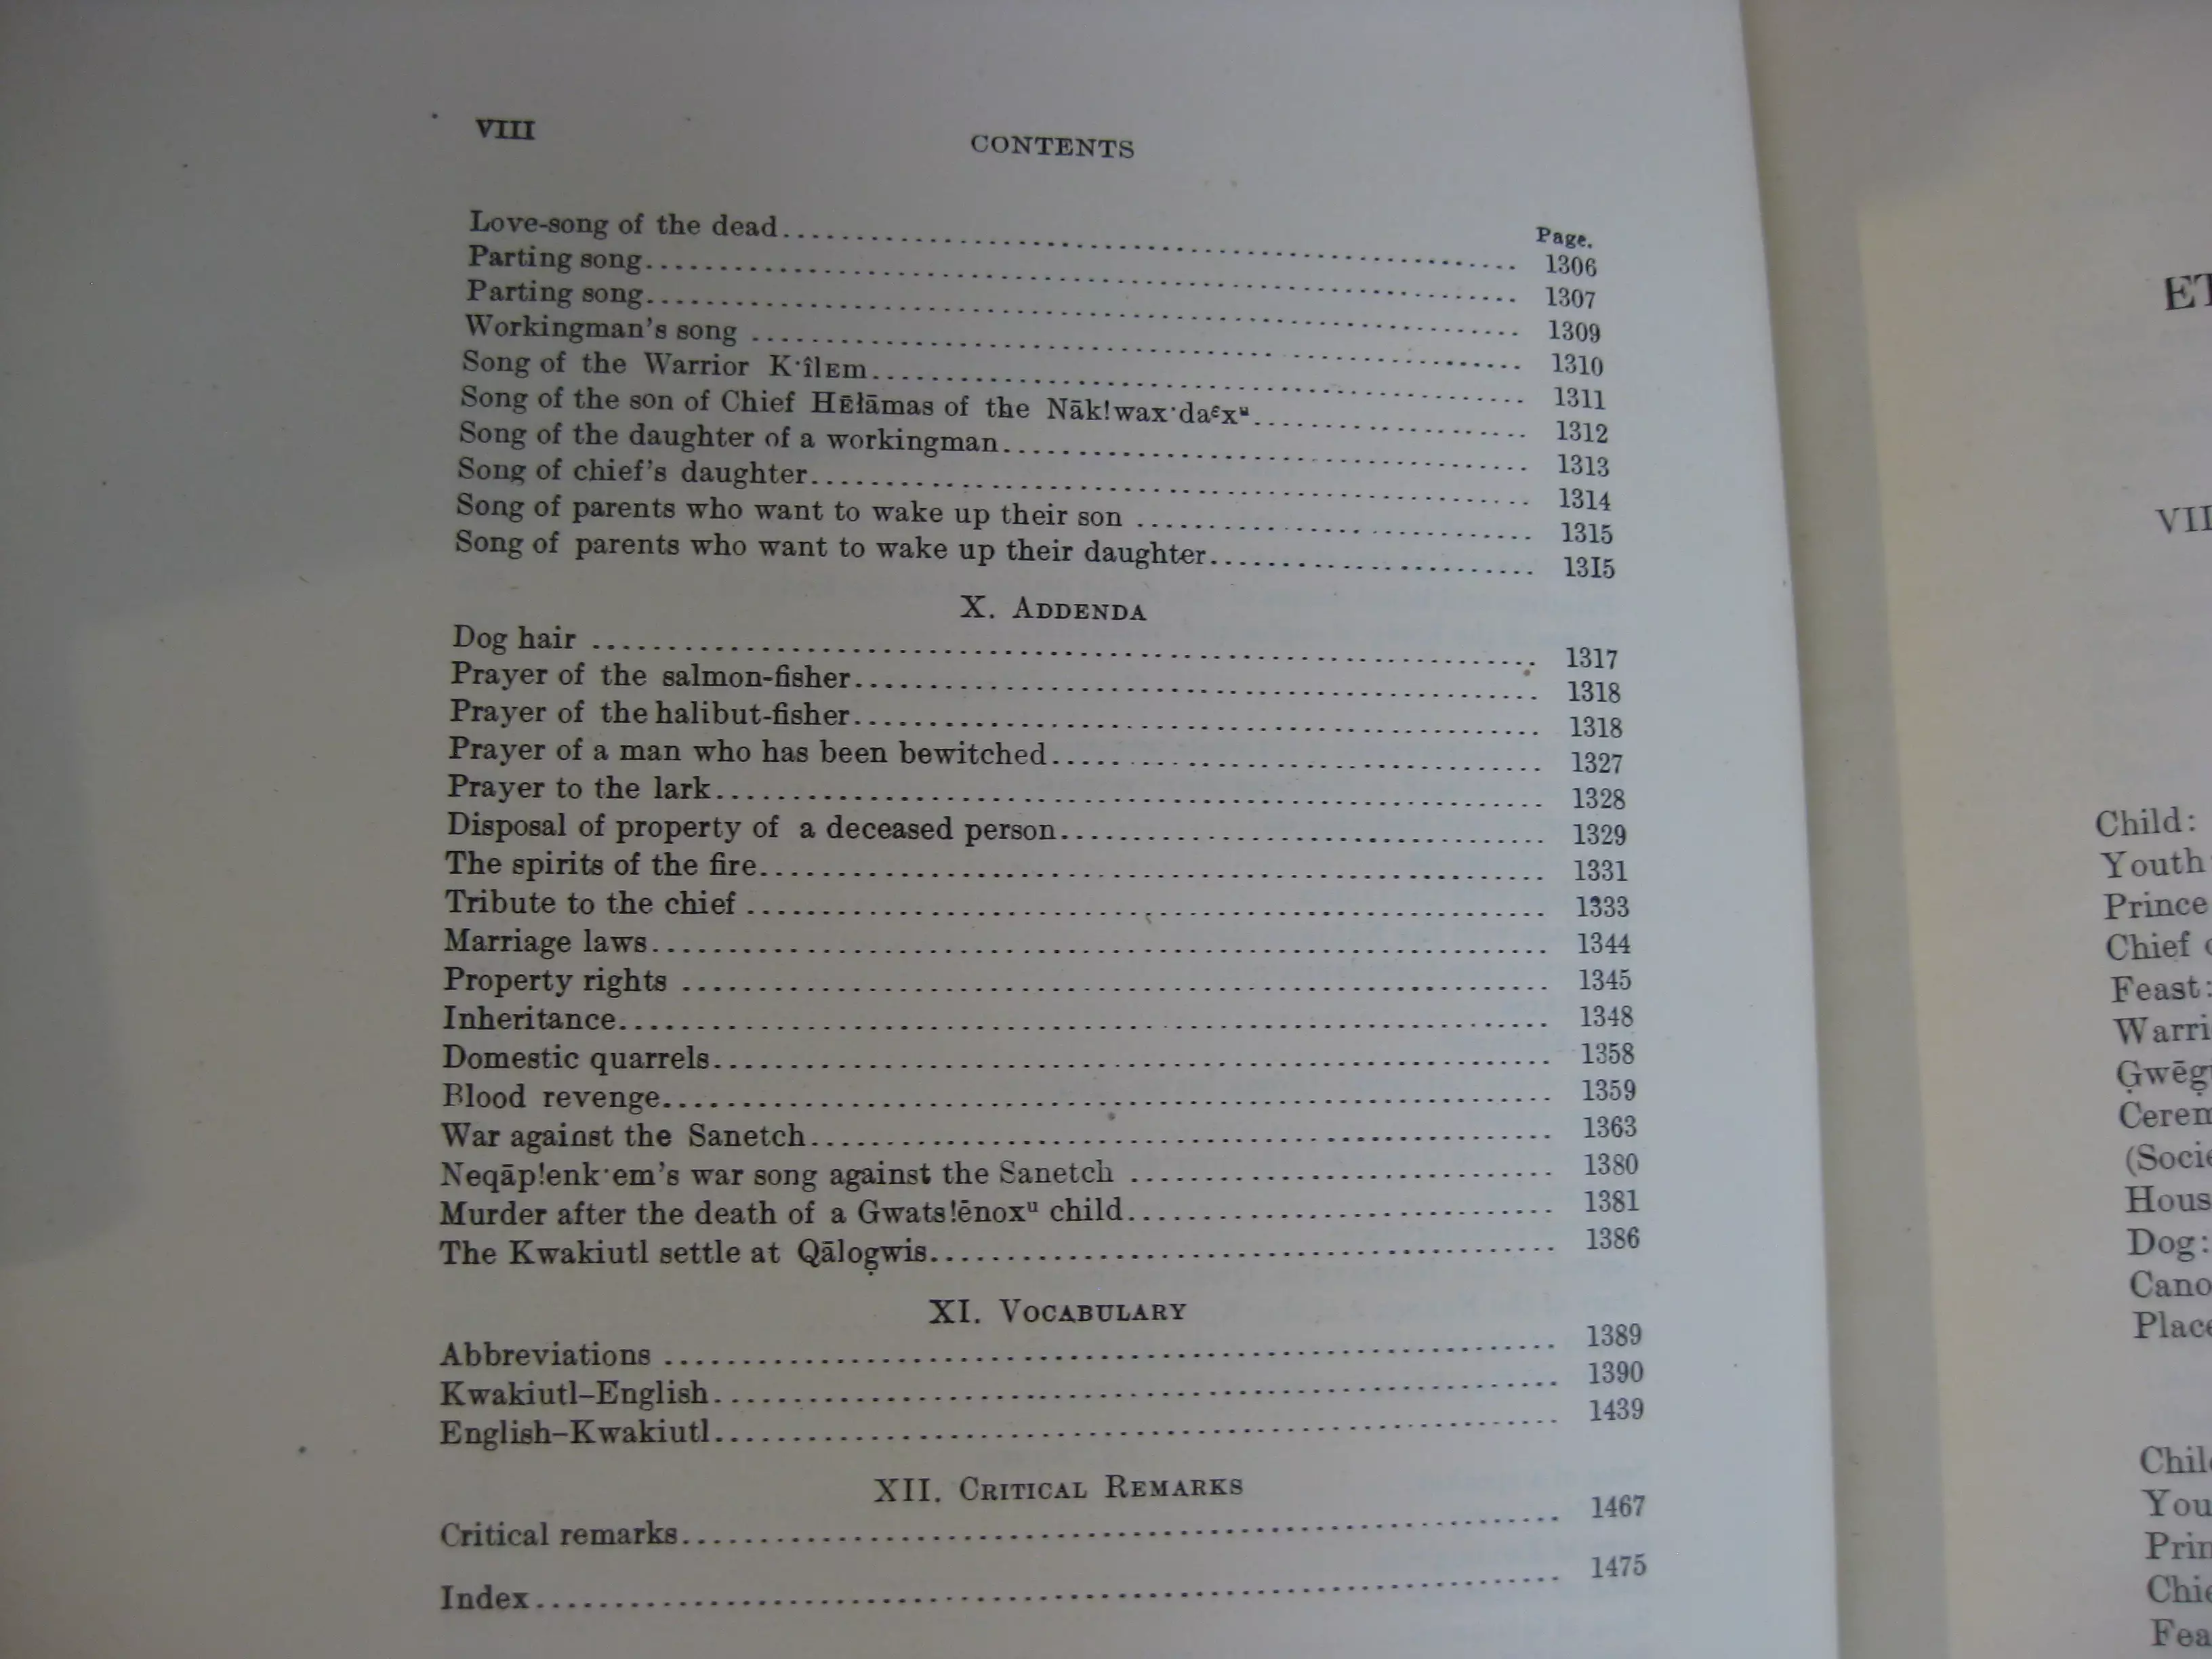 VIII
CONTENTS
Page.
Love-song of the dead........ 1306
Parting song........ 1307
Parting song........ 1309
Workingman's song ........ 1310
Song of the Warrior K·îlᴇm........ 1311
Song of the son of Chief Hᴇ̄łāmas of the Nāk!wax·daᵋxᵘ........ 1312
Song of the daughter of a workingman........ 1313
Song of chief's daughter........ 1314
Song of parents who want to wake up their son ........ 1315
Song of parents who want to wake up their daughter........ 1315
X. ADDENDA
Dog hair ........ 1317
Prayer of the salmon-fisher........ 1318
Prayer of the halibut-fisher........ 1318
Prayer of a man who has been bewitched........ 1327
Prayer to the lark........ 1328
Disposal of property of a deceased person........ 1329
The spirits of the fire........ 1331
Tribute to the chief ........ 1333
Marriage laws........ 1344
Property rights ........ 1345
Inheritance........ 1348
Domestic quarrels........ 1358
Blood revenge........ 1359
War against the Sanetch........ 1363
Neqāp!enk·em's war song against the Sanetch ........ 1380
Murder after the death of a Gwats!ēnoxᵘ child........ 1381
The Kwakiutl settle at Qālog̣wis........ 1386
XI. VOCABULARY
Abbreviations ........ 1389
Kwakiutl–English........ 1390
English–Kwakiutl........ 1439
XII. CRITICAL REMARKS
Critical remarks........ 1467
Index........ 1475
Child:
Youth
Prince
Chief
Feast:
Dog: